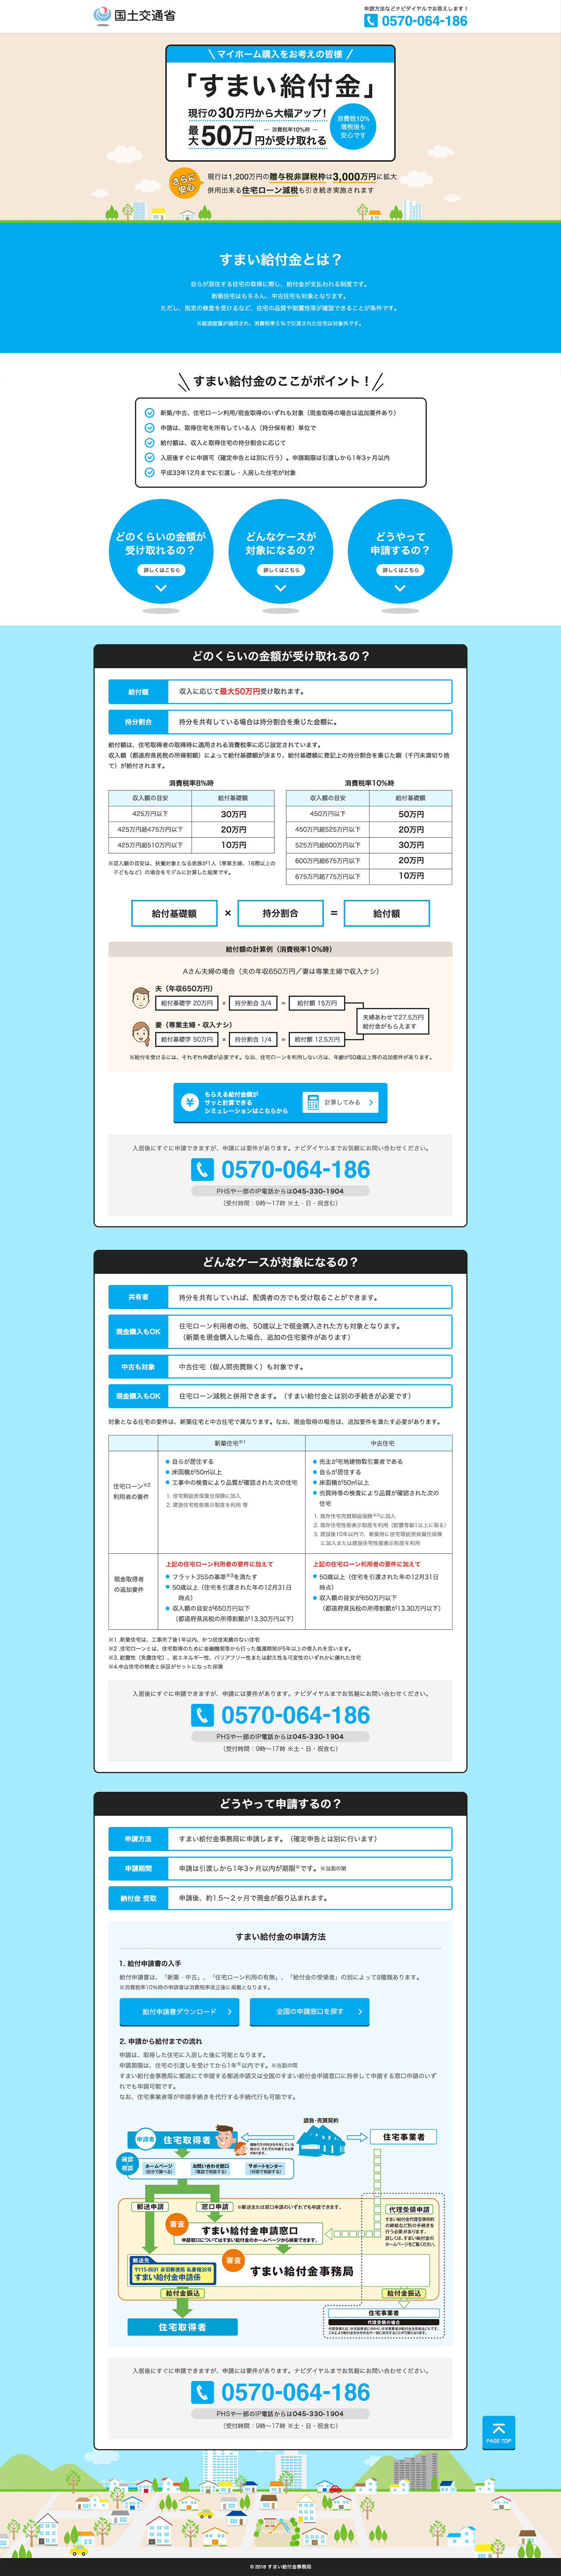 国土交通省
申請方法などナビダイヤルでお答えします！
0570-064-186
マイホーム購入をお考えの皆様
「すまい給付金」
現行の30万円から大幅アップ！
最大50万円が受け取れる
消費税率10%時
消費税10%
増税後も
安心です
さらに
安心
現行は1,200万円の贈与税非課税枠は3,000万円に拡大
併用出来る住宅ローン減税も引き続き実施されます
すまい給付金とは？
自らが居住する住宅の取得に際し、給付金が支払われる制度です。
新築住宅はもちろん、中古住宅も対象となります。
ただし、指定の検査を受けるなど、住宅の品質や耐震性等が確認できることが条件です。
※経過措置が適用され、消費税率５％で引渡された住宅は対象外です。
すまい給付金のここがポイント！
新築/中古、住宅ローン利用/現金取得のいずれも対象（現金取得の場合は追加要件あり）
申請は、取得住宅を所有している人（持分保有者）単位で
給付額は、収入と取得住宅の持分割合に応じて
入居後すぐに申請可（確定申告とは別に行う）。申請期限は引渡しから1年3ヶ月以内
平成33年12月までに引渡し・入居した住宅が対象
どのくらいの金額が
受け取れるの？
詳しくはこちら
どんなケースが
対象になるの？
詳しくはこちら
どうやって
申請するの？
詳しくはこちら
どのくらいの金額が受け取れるの？
給付額
収入に応じて最大50万円受け取れます。
持分割合
持分を共有している場合は持分割合を乗じた金額に。
給付額は、住宅取得者の取得時に適用される消費税率に応じ設定されています。
収入額（都道府県民税の所得割額）によって給付基礎額が決まり、給付基礎額に登記上の持分割合を乗じた額（千円未満切り捨
て）が給付されます。
消費税率8%時
収入額の目安 給付基礎額
425万円以下 30万円
425万円超475万円以下 20万円
425万円超510万円以下 10万円
※収入額の目安は、扶養対象となる家族が1人（専業主婦、16際以上の
子どもなど）の場合をモデルに計算した結果です。
消費税率10%時
収入額の目安 給付基礎額
450万円以下 50万円
450万円超525万円以下 20万円
525万円超600万円以下 30万円
600万円超675万円以下 20万円
675万円超775万円以下 10万円
給付基礎額 × 持分割合 = 給付額
給付額の計算例（消費税率10%時）
Aさん夫婦の場合（夫の年収650万円／妻は専業主婦で収入ナシ）
夫（年収650万円）
給付基礎学 20万円 × 持分割合 3/4 = 給付額 15万円
妻（専業主婦・収入ナシ）
給付基礎学 50万円 × 持分割合 1/4 = 給付額 12.5万円
夫婦あわせて27.5万円
給付金がもらえます
※給付を受けるには、それぞれ申請が必要です。なお、住宅ローンを利用しない方は、年齢が50歳以上等の追加要件があります。
もらえる給付金額が
サッと計算できる
シミュレーションはこちらから
計算してみる
入居後にすぐに申請できますが、申請には要件があります。ナビダイヤルまでお気軽にお問い合わせください。
0570-064-186
PHSや一部のIP電話からは045-330-1904
（受付時間：9時～17時 ※土・日・祝含む）
どんなケースが対象になるの？
共有者
持分を共有していれば、配偶者の方でも受け取ることができます。
現金購入もOK
住宅ローン利用者の他、50歳以上で現金購入された方も対象となります。
（新築を現金購入した場合、追加の住宅要件があります）
中古も対象
中古住宅（個人間売買除く）も対象です。
現金購入もOK
住宅ローン減税と併用できます。（すまい給付金とは別の手続きが必要です）
対象となる住宅の要件は、新築住宅と中古住宅で異なります。なお、現金取得の場合は、追加要件を満たす必要があります。
新築住宅※1
中古住宅
住宅ローン※2
利用者の要件
自らが居住する
床面積が50㎡以上
工事中の検査により品質が確認された次の住宅
1. 住宅瑕疵担保責任保険に加入
2. 建設住宅性能表示制度を利用 等
売主が宅地建物取引業者である
自らが居住する
床面積が50㎡以上
売買時等の検査により品質が確認された次の
住宅
1. 既存住宅売買瑕疵保険※4に加入
2. 既存住宅性能表示制度を利用（耐震等級1以上に限る）
3. 建設後10年以内で、新築時に住宅瑕疵責任保険
に加入または建設住宅性能表示制度を利用
現金取得者
の追加要件
上記の住宅ローン利用者の要件に加えて
フラット35Sの基準※3を満たす
50歳以上（住宅を引渡された年の12月31日
時点）
収入額の目安が650万円以下
（都道府県民税の所得割額が13.30万円以下）
上記の住宅ローン利用者の要件に加えて
50歳以上（住宅を引渡された年の12月31日
時点）
収入額の目安が650万円以下
（都道府県民税の所得割額が13.30万円以下）
※1 .新築住宅は、工事完了後1年以内、かつ居住実績のない住宅
※2 .住宅ローンとは、住宅取得のために金融機関等から行った償還期間が5年以上の借入れを言います。
※3. 耐震性（免震住宅）、省エネルギー性、バリアフリー性または耐久性＆可変性のいずれかに優れた住宅
※4.中古住宅の検査と保証がセットになった保険
入居後にすぐに申請できますが、申請には要件があります。ナビダイヤルまでお気軽にお問い合わせください。
0570-064-186
PHSや一部のIP電話からは045-330-1904
（受付時間：9時～17時 ※土・日・祝含む）
どうやって申請するの？
申請方法
すまい給付金事務局に申請します。（確定申告とは別に行います）
申請期間
申請は引渡しから1年3ヶ月以内が期限※です。※当面の間
納付金 受取
申請後、約1.5～２ヶ月で現金が振り込まれます。
すまい給付金の申請方法
1. 給付申請書の入手
給付申請書は、「新築・中古」、「住宅ローン利用の有無」、「給付金の受領者」の別によって8種類あります。
※消費税率10％時の申請書は消費税率改正後に掲載となります。
給付申請書ダウンロード
全国の申請窓口を探す
2. 申請から給付までの流れ
申請は、取得した住宅に入居した後に可能となります。
申請期限は、住宅の引渡しを受けてから1年※以内です。※当面の間
すまい給付金事務局に郵送にて申請する郵送申請又は全国のすまい給付金申請窓口に持参して申請する窓口申請のいず
れでも申請可能です。
なお、住宅事業者等が申請手続きを代行する手続代行も可能です。
請負・売買契約
申請者
住宅取得者
住宅事業者
確認
相談
ホームページ
（自分で調べる）
お問い合わせ窓口
（電話で相談する）
サポートセンター
（対面で相談する）
郵送申請
窓口申請
※郵送または窓口申請のいずれでも申請できます。
代理受領申請
すまい給付金代理受領特約
の締結など別の手続きを
行う必要があります。
詳しくは、すまい給付金の
ホームページをご覧ください。
審査
すまい給付金申請窓口
申請窓口についてはすまい給付金のホームページから検索できます。
審査
郵送先
〒115-8691 赤羽郵便局 私書箱38号
すまい給付金申請係
すまい給付金事務局
給付金振込
給付金振込
住宅取得者
住宅事業者
代理受領の場合
入居後にすぐに申請できますが、申請には要件があります。ナビダイヤルまでお気軽にお問い合わせください。
0570-064-186
PHSや一部のIP電話からは045-330-1904
（受付時間：9時～17時 ※土・日・祝含む）
PAGE TOP
© 2018 すまい給付金事務局